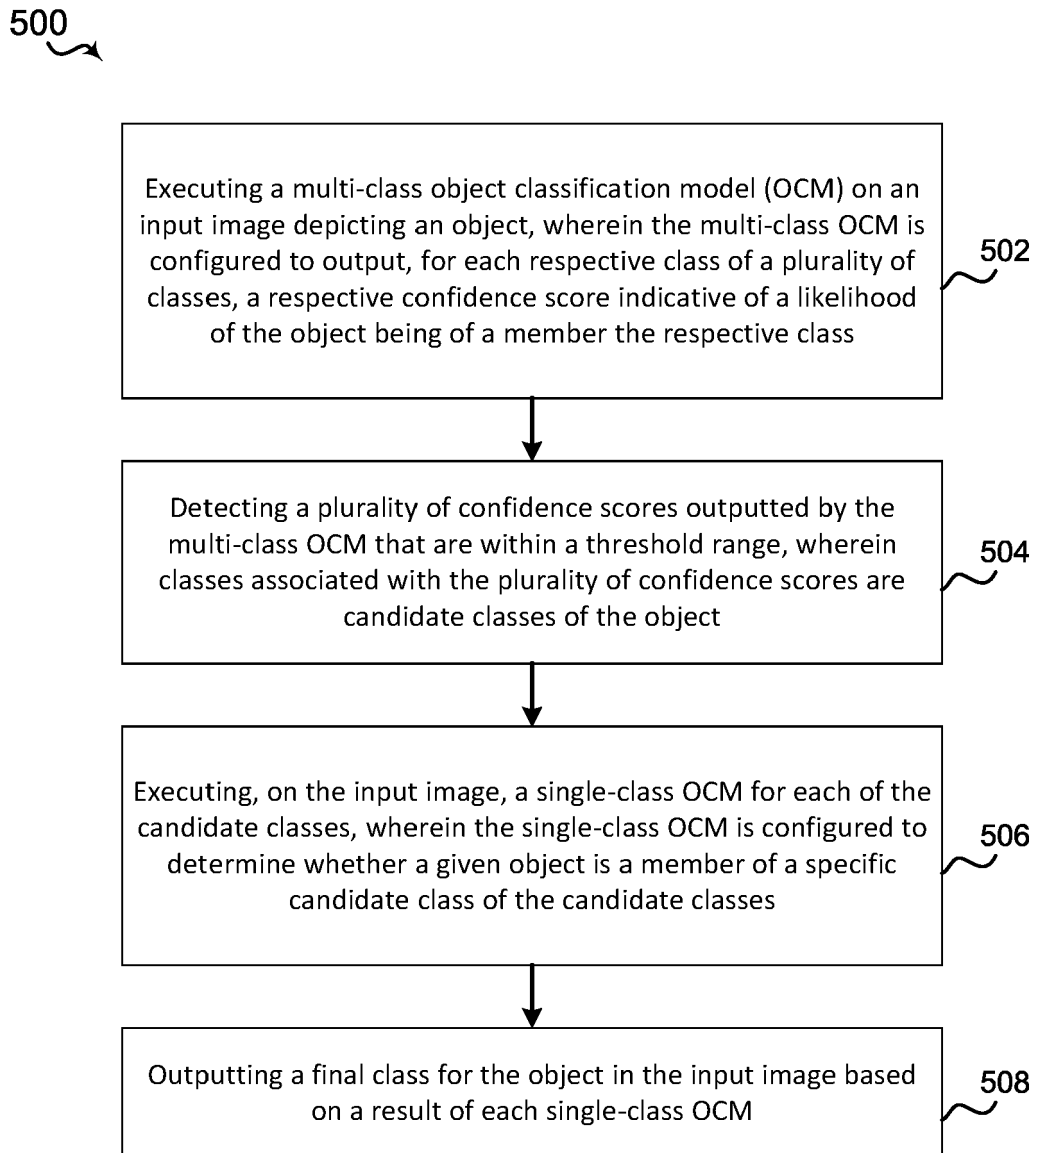 500
Executing a multi-class object classification model (OCM) on an
input image depicting an object, wherein the multi-class OCM is
configured to output, for each respective class of a plurality of
classes, a respective confidence score indicative of a likelihood
of the object being of a member the respective class
502
Detecting a plurality of confidence scores outputted by the
multi-class OCM that are within a threshold range, wherein
classes associated with the plurality of confidence scores are
candidate classes of the object
504
Executing, on the input image, a single-class OCM for each of the
candidate classes, wherein the single-class OCM is configured to
determine whether a given object is a member of a specific
candidate class of the candidate classes
506
Outputting a final class for the object in the input image based
on a result of each single-class OCM
508